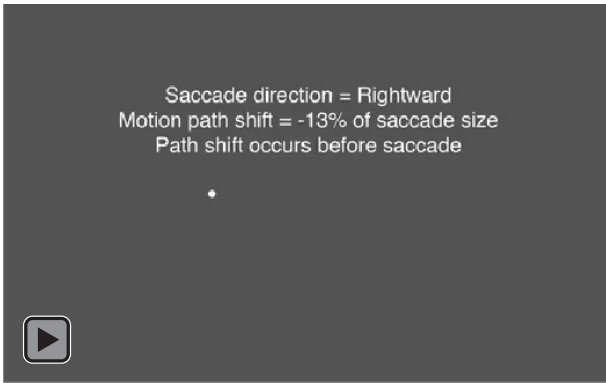 Saccade direction = Rightward
Motion path shift = -13% of saccade size
Path shift occurs before saccade